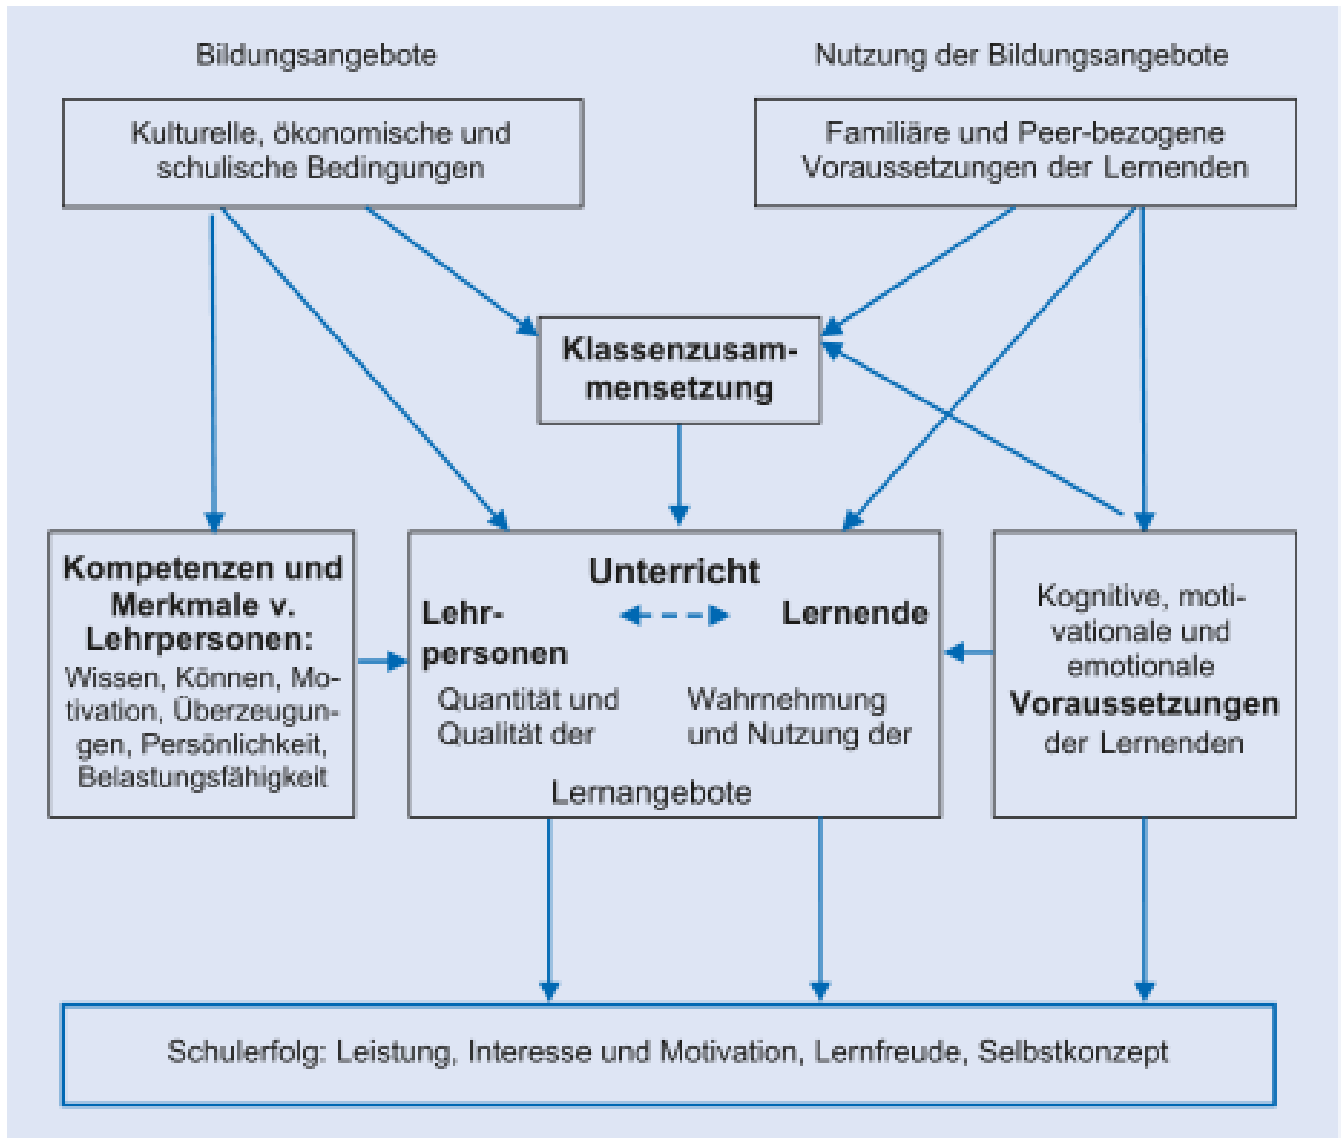 Bildungsangebote
Nutzung der Bildungsangebote
Kulturelle, ökonomische und
schulische Bedingungen
Familiäre und Peer-bezogene
Voraussetzungen der Lernenden
Klassenzusam-
mensetzung
Kompetenzen und
Merkmale v.
Lehrpersonen:
Wissen, Können, Mo-
tivation, Überzeugun-
gen, Persönlichkeit,
Belastungsfähigkeit
Unterricht
Lehr-
personen
Lernende
Quantität und
Qualität der
Wahrnehmung
und Nutzung der
Lernangebote
Kognitive, moti-
vationale und
emotionale
Voraussetzungen
der Lernenden
Schulerfolg: Leistung, Interesse und Motivation, Lernfreude, Selbstkonzept